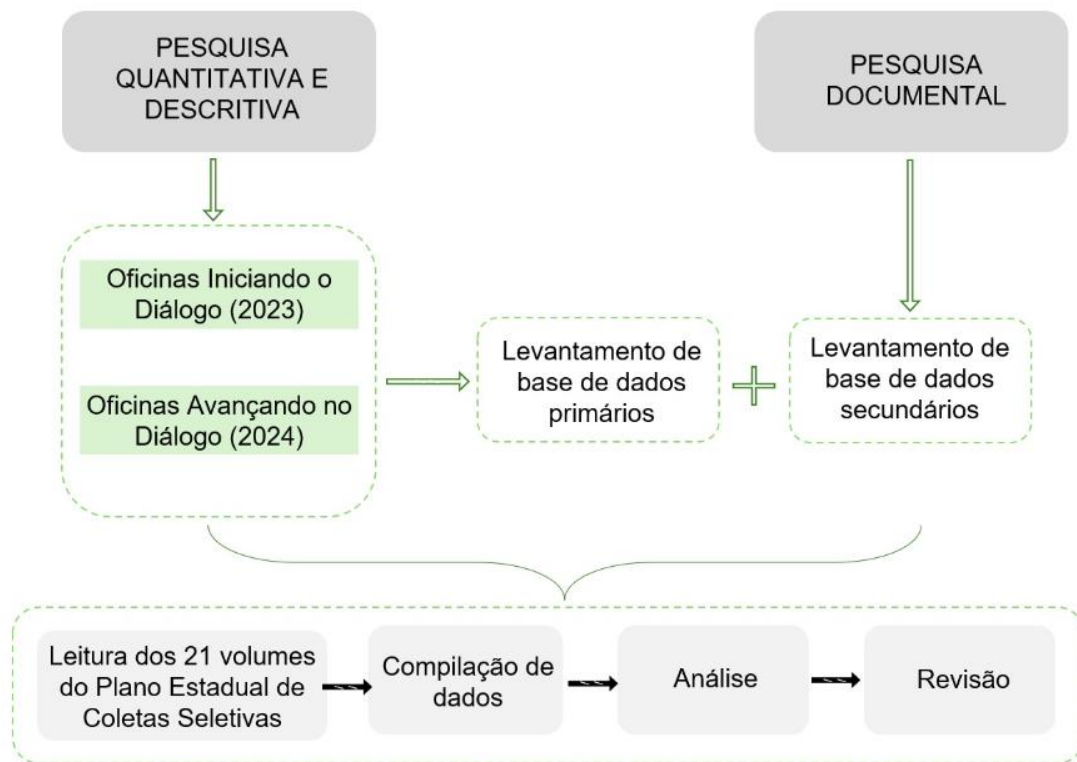 PESQUISA
QUANTITATIVA E
DESCRITIVA
PESQUISA
DOCUMENTAL
Oficinas Iniciando o
Diálogo (2023)
Oficinas Avançando no
Diálogo (2024)
Levantamento de
base de dados
primários
Levantamento de
base de dados
secundários
Leitura dos 21 volumes
do Plano Estadual de
Coletas Seletivas
Compilação de
dados
Análise
Revisão